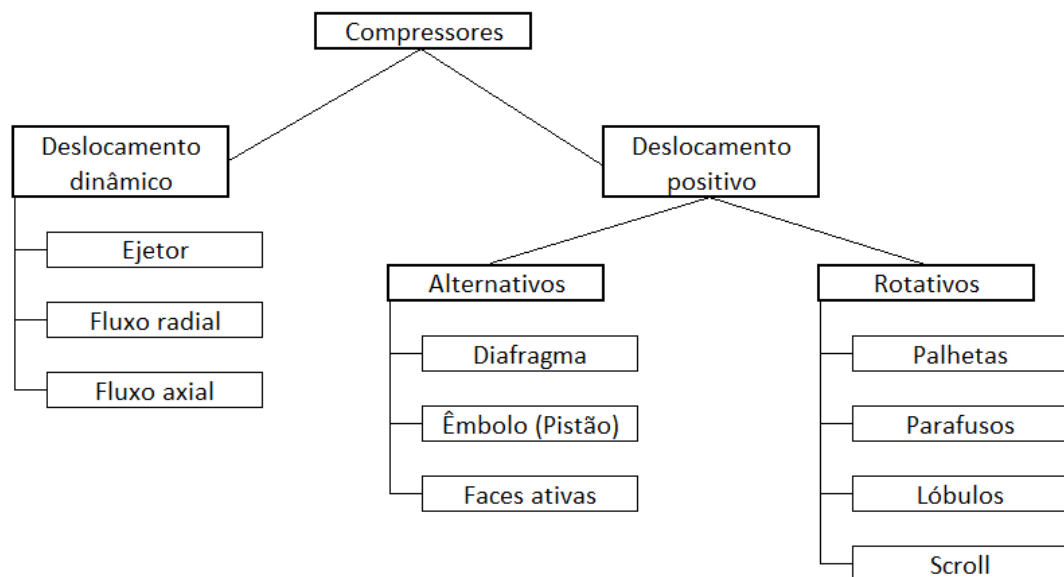 Compressores
Deslocamento
dinâmico
Ejetor
Fluxo radial
Fluxo axial
Deslocamento
positivo
Alternativos
Diafragma
Êmbolo (Pistão)
Faces ativas
Rotativos
Palhetas
Parafusos
Lóbulos
Scroll